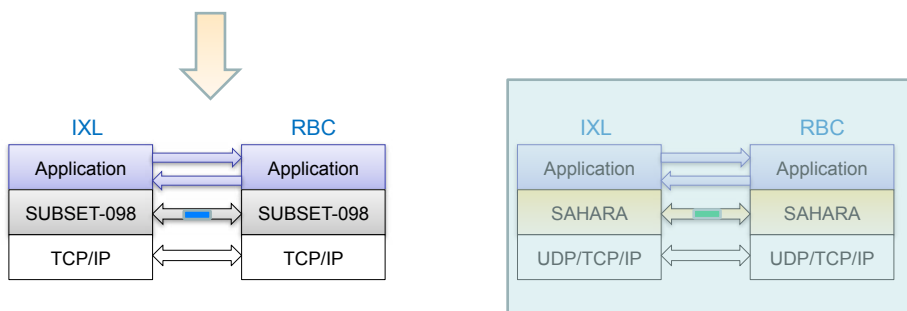 IXL RBC
Application Application
SUBSET-098 SUBSET-098
TCP/IP TCP/IP
IXL RBC
Application Application
SAHARA SAHARA
UDP/TCP/IP UDP/TCP/IP